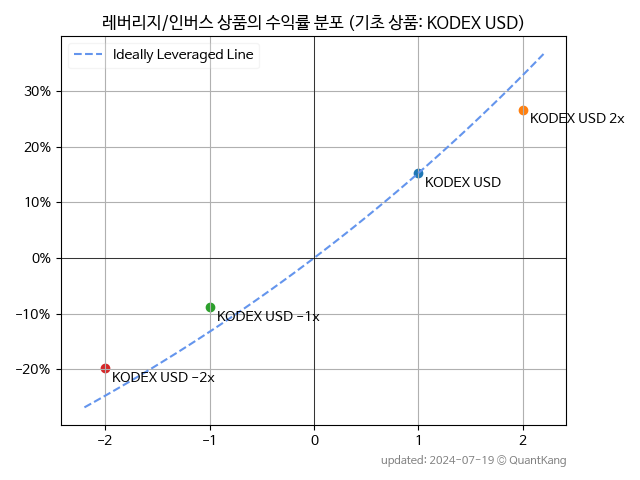 레버리지/인버스 상품의 수익률 분포 (기초 상품: KODEX USD)
Ideally Leveraged Line
30%
KODEX USD 2x
20%
KODEX USD
10%
0%
−10%
KODEX USD −1x
−20%
KODEX USD −2x
−2 −1 0 1 2
updated: 2024-07-19 © QuantKang